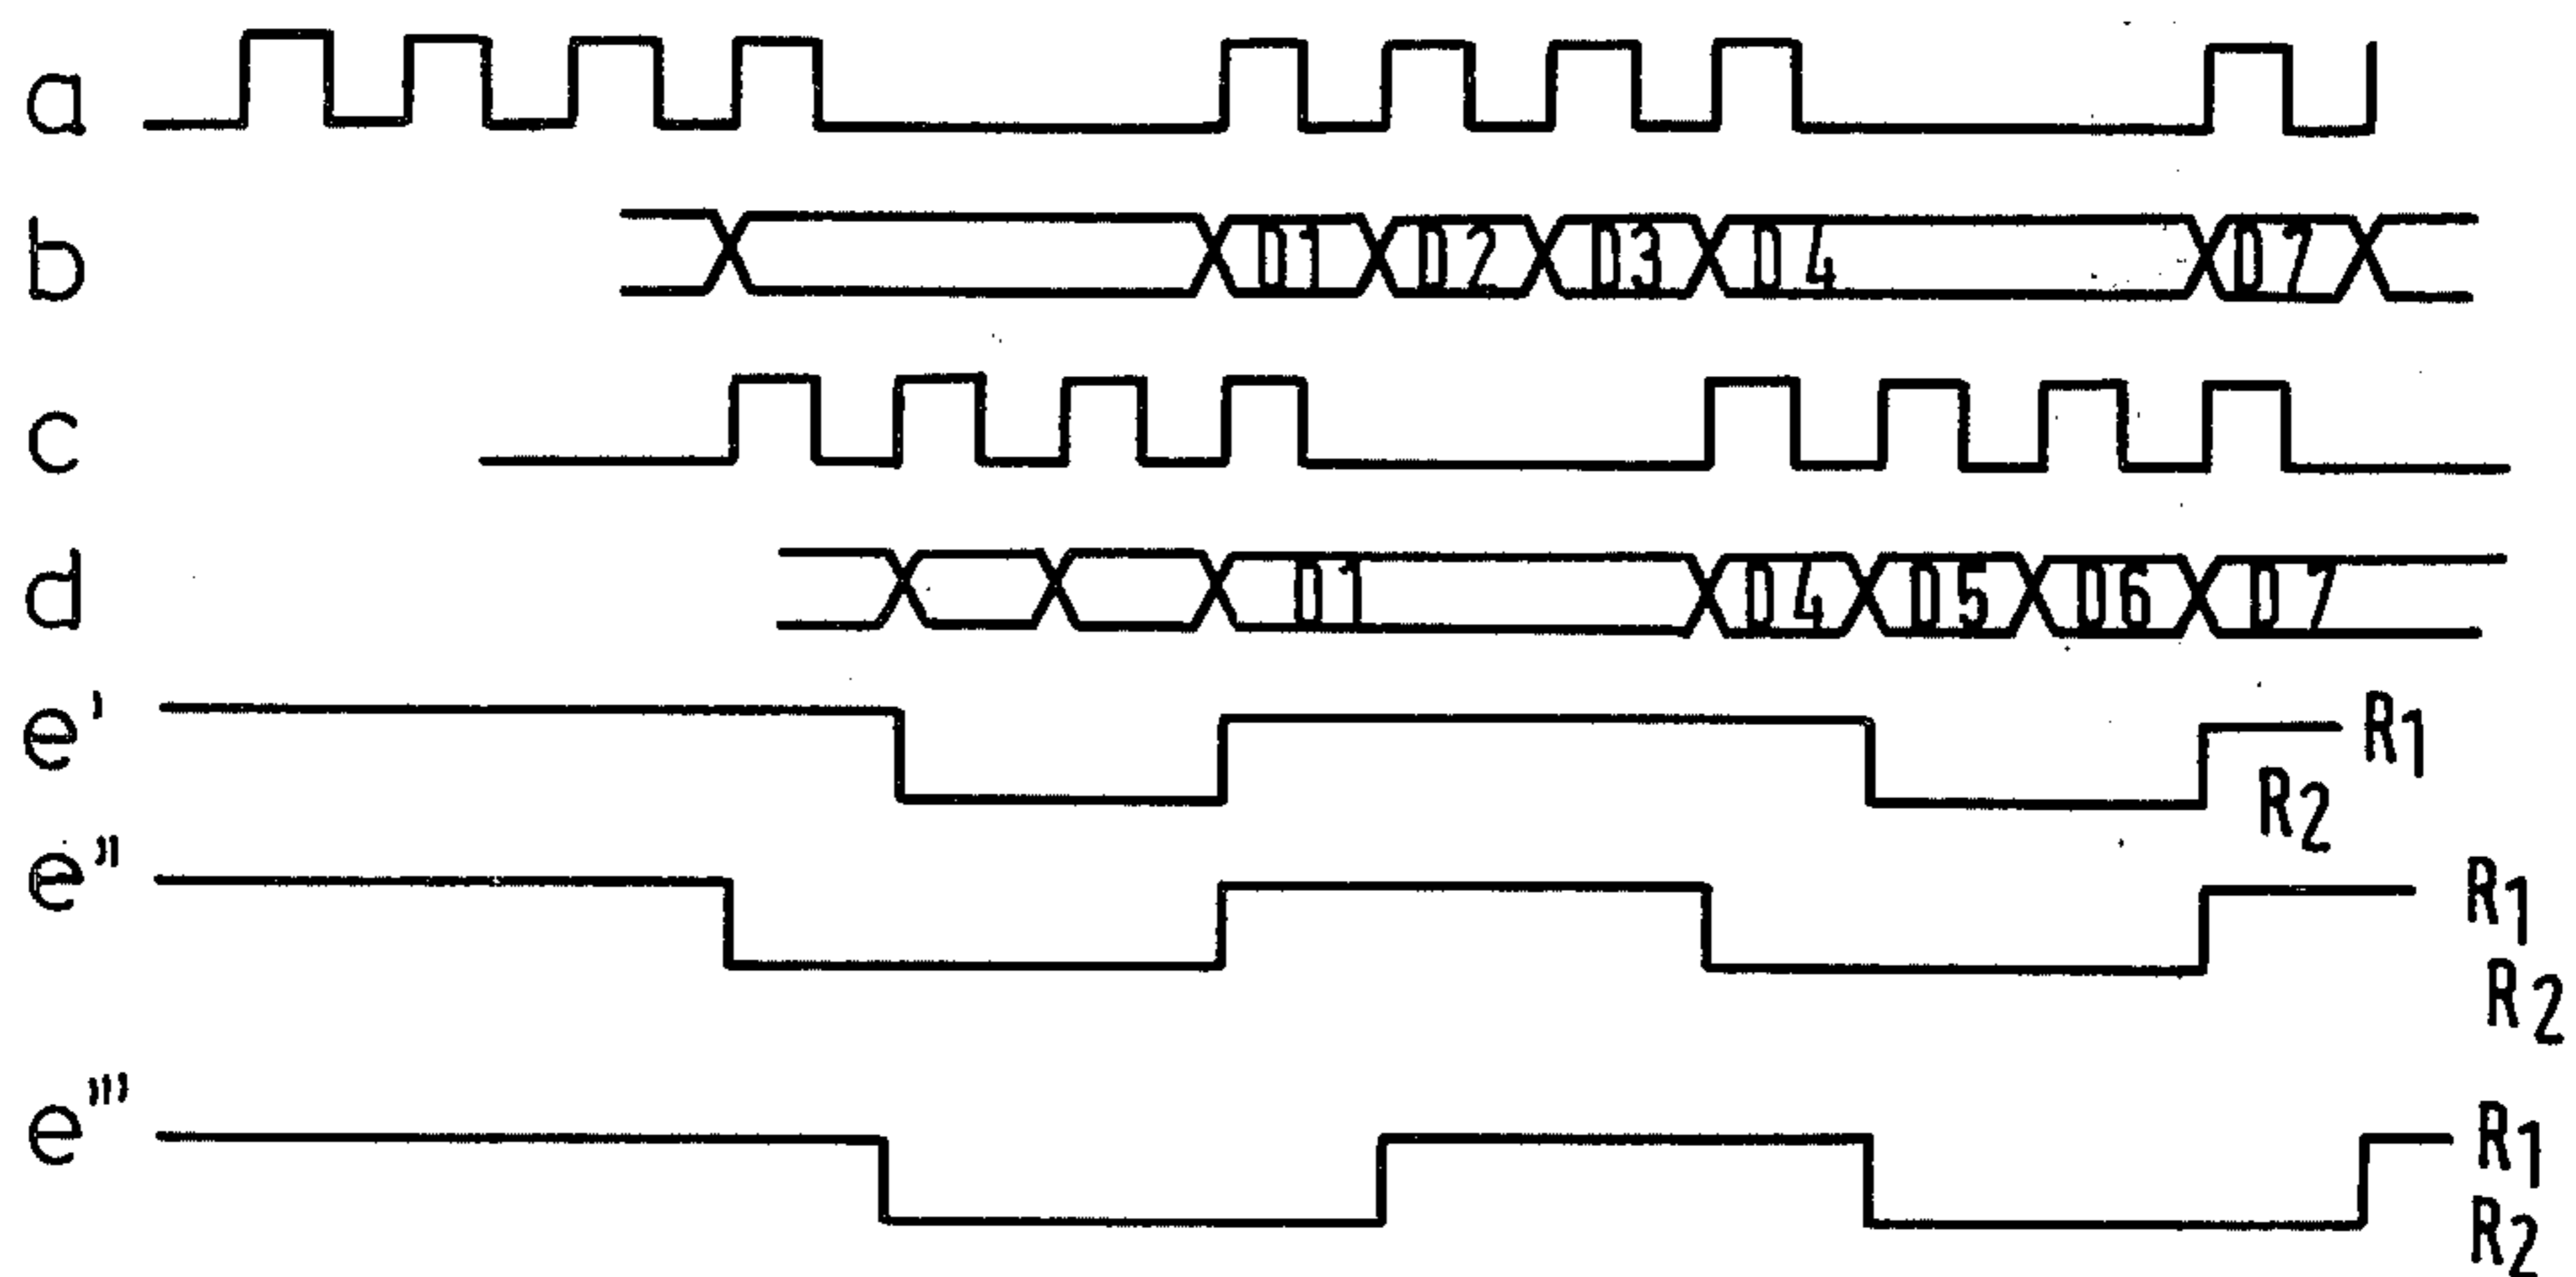 a
b D1 D2 D3 D4 D7
c
d D1 D4 D5 D6 D7
e' R1
R2
e'' R1
R2
e''' R1
R2